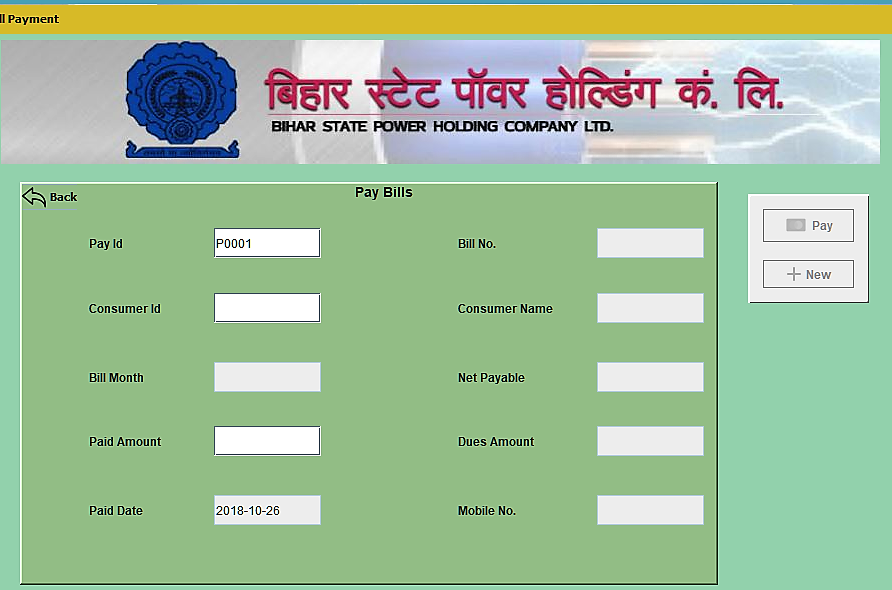 ll Payment
बिहार स्टेट पॉवर होल्डिंग कं. लि.
BIHAR STATE POWER HOLDING COMPANY LTD.
Back
Pay Bills
Pay Id P0001 Bill No.
Consumer Id Consumer Name
Bill Month Net Payable
Paid Amount Dues Amount
Paid Date 2018-10-26 Mobile No.
Pay
New